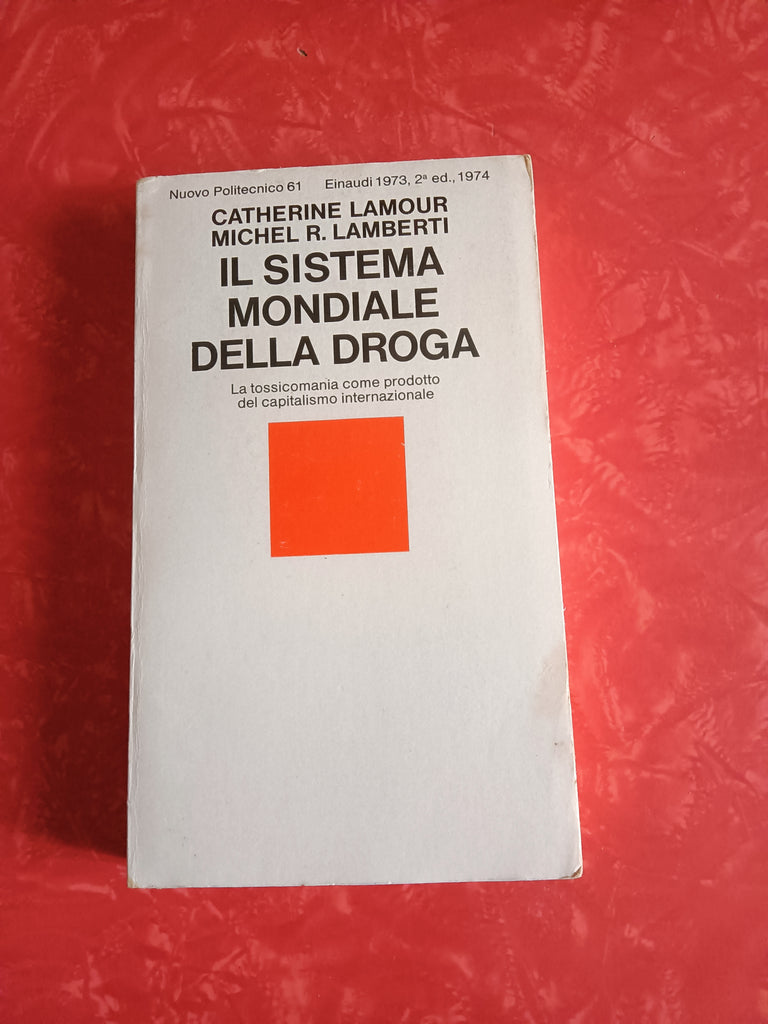 Nuovo Politecnico 61 Einaudi 1973, 2ª ed., 1974
CATHERINE LAMOUR
MICHEL R. LAMBERTI
IL SISTEMA
MONDIALE
DELLA DROGA
La tossicomania come prodotto
del capitalismo internazionale